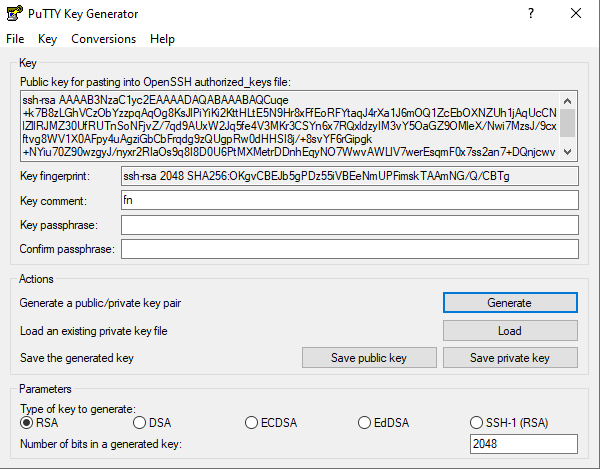 PuTTY Key Generator
File Key Conversions Help
Key
Public key for pasting into OpenSSH authorized_keys file:
ssh-rsa AAAAB3NzaC1yc2EAAAADAQABAAABAQCuqe
+k7B8zLGhVCzObYzzpqAqOg8KsJlPiYiKi2KttHLtE5N9Hr8xFfEoRFYtaqJ4rXa1J6mOQ1ZcEbOXNZUh1jAqUcCN
lZllRJMZ30UfRUTnSoNFjvZ/7qd9AUxW2Jq5fe4V3MKr3CSYn6x7RQxldzyIM3vY5OaGZ9OMleX/Nwi7MzsJ/9cx
ftvg8WV1X0AFpy4uAgziGbCbFrqdg9zQUgpRw0dHHSI8j/+8svYF6rGipgk
+NYiu70Z90wzgyJ/nyxr2RlaOs9q8I8D0U6PtMXMetrDDnhEqyNO7WwvAWLIV7werEsqmF0x7ss2an7+DQnjcwv
Key fingerprint: ssh-rsa 2048 SHA256:OKgvCBEJb5gPDz55iVBEeNmUPFimskTAAmNG/Q/CBTg
Key comment: fn
Key passphrase:
Confirm passphrase:
Actions
Generate a public/private key pair Generate
Load an existing private key file Load
Save the generated key Save public key Save private key
Parameters
Type of key to generate:
RSA DSA ECDSA EdDSA SSH-1 (RSA)
Number of bits in a generated key: 2048